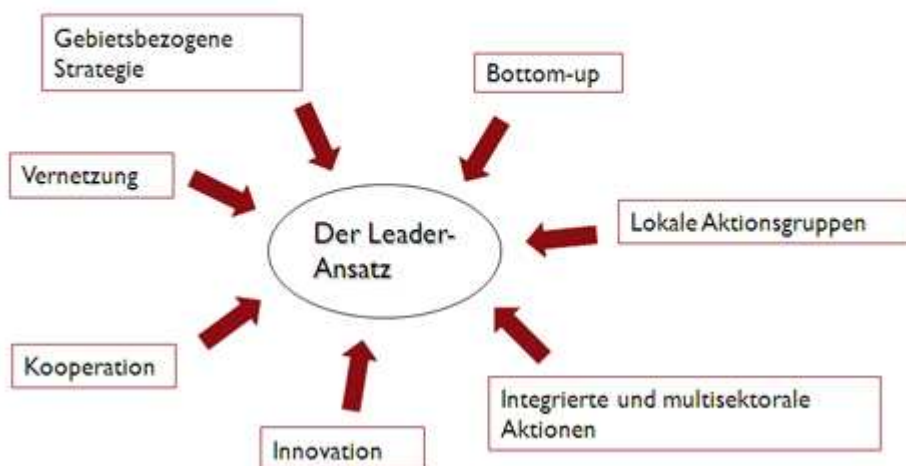 Gebietsbezogene
Strategie
Bottom-up
Vernetzung
Lokale Aktionsgruppen
Der Leader-
Ansatz
Kooperation
Integrierte und multisektorale
Aktionen
Innovation